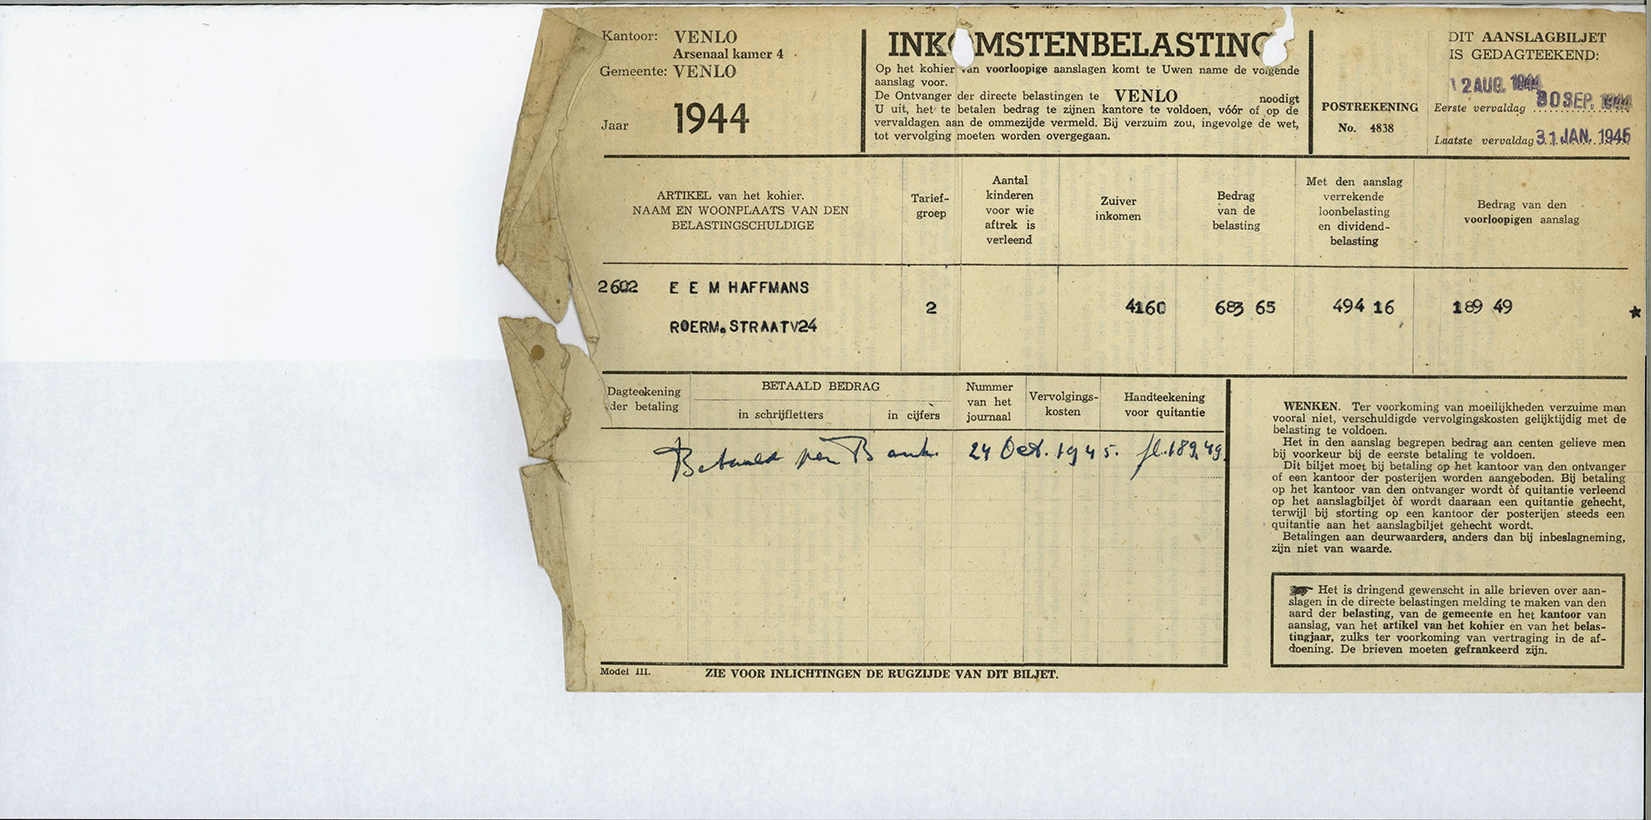 Kantoor: VENLO
Arsenaal kamer 4
Gemeente: VENLO
Jaar 1944
INKOMSTENBELASTING
Op het kohier van voorloopige aanslagen komt te Uwen name de volgende
aanslag voor.
De Ontvanger der directe belastingen te VENLO noodigt
U uit, het te betalen bedrag te zijnen kantore te voldoen, vóór of op de
vervaldagen aan de ommezijde vermeld. Bij verzuim zou, ingevolge de wet,
tot vervolging moeten worden overgegaan.
POSTREKENING
No. 4838
DIT AANSLAGBILJET
IS GEDAGTEEKEND:
12 AUG. 1944
Eerste vervaldag 30 SEP. 1944
Laatste vervaldag 31 JAN. 1945
ARTIKEL van het kohier.
NAAM EN WOONPLAATS VAN DEN
BELASTINGSCHULDIGE
Tarief-
groep
Aantal
kinderen
voor wie
aftrek is
verleend
Zuiver
inkomen
Bedrag
van de
belasting
Met den aanslag
verrekende
loonbelasting
en dividend-
belasting
Bedrag van den
voorloopigen aanslag
2602 E E M HAFFMANS
ROERM. STRAATV24
2 4160 683 65 494 16 189 49 *
Dagteekening
der betaling
BETAALD BEDRAG
in schrijfletters in cijfers
Nummer
van het
journaal
Vervolgings-
kosten
Handteekening
voor quitantie
Betaald per Bank. 24 Oct. 1945. fl. 189,49.
WENKEN. Ter voorkoming van moeilijkheden verzuime men
vooral niet, verschuldigde vervolgingskosten gelijktijdig met de
belasting te voldoen.
Het in den aanslag begrepen bedrag aan centen gelieve men
bij voorkeur bij de eerste betaling te voldoen.
Dit biljet moet bij betaling op het kantoor van den ontvanger
of een kantoor der posterijen worden aangeboden. Bij betaling
op het kantoor van den ontvanger wordt òf quitantie verleend
op het aanslagbiljet òf wordt daaraan een quitantie gehecht,
terwijl bij storting op een kantoor der posterijen steeds een
quitantie aan het aanslagbiljet gehecht wordt.
Betalingen aan deurwaarders, anders dan bij inbeslagneming,
zijn niet van waarde.
Het is dringend gewenscht in alle brieven over aan-
slagen in de directe belastingen melding te maken van den
aard der belasting, van de gemeente en het kantoor van
aanslag, van het artikel van het kohier en van het belas-
tingjaar, zulks ter voorkoming van vertraging in de af-
doening. De brieven moeten gefrankeerd zijn.
Model III. ZIE VOOR INLICHTINGEN DE RUGZIJDE VAN DIT BILJET.